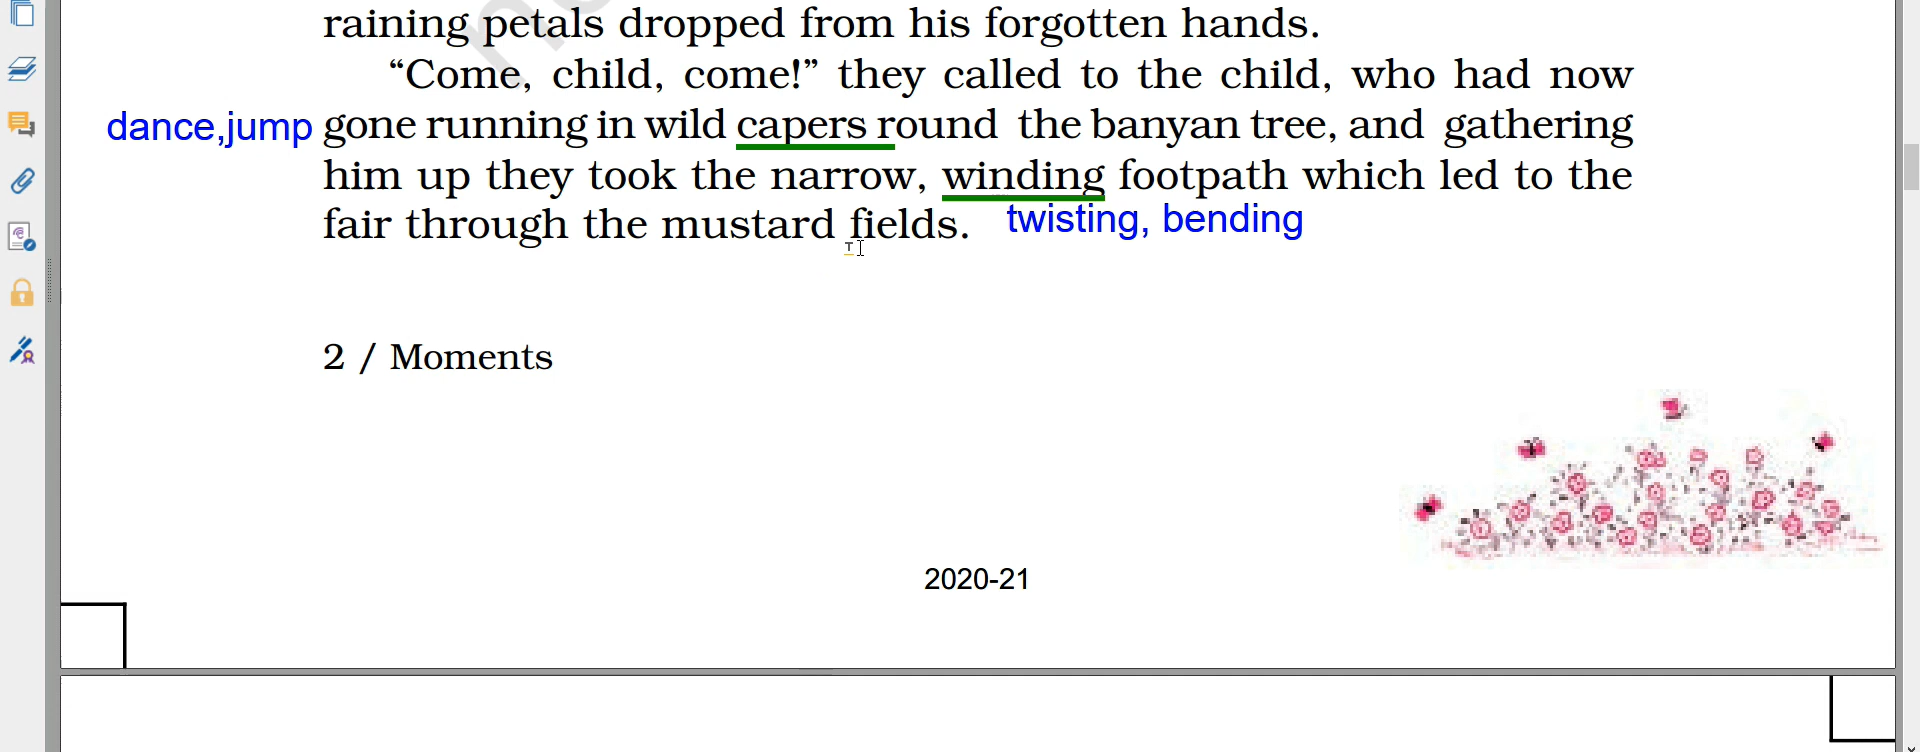 raining petals dropped from his forgotten hands.
“Come, child, come!” they called to the child, who had now
dance,jump gone running in wild capers round the banyan tree, and gathering
him up they took the narrow, winding footpath which led to the
fair through the mustard fields. twisting, bending
2 / Moments
2020-21